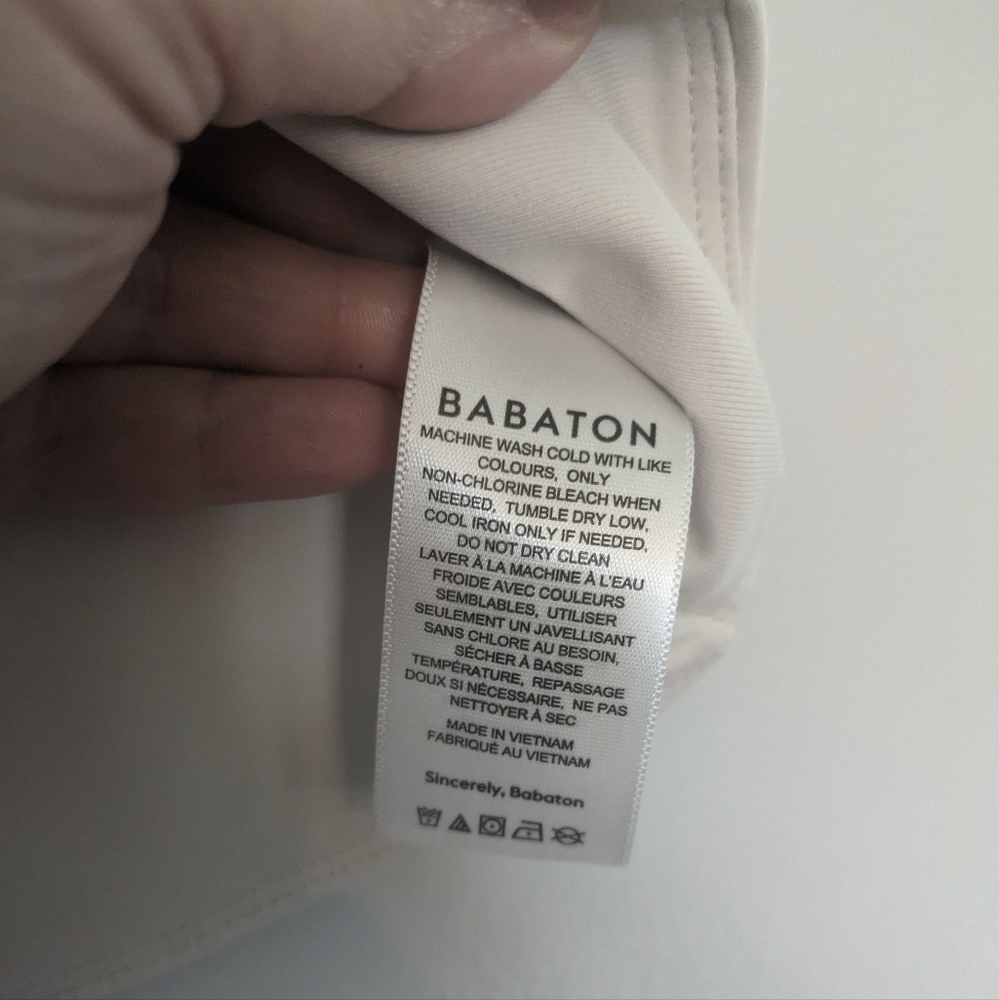 BABATON
MACHINE WASH COLD WITH LIKE
COLOURS, ONLY
NON-CHLORINE BLEACH WHEN
NEEDED, TUMBLE DRY LOW,
COOL IRON ONLY IF NEEDED,
DO NOT DRY CLEAN
LAVER À LA MACHINE À L'EAU
FROIDE AVEC COULEURS
SEMBLABLES, UTILISER
SEULEMENT UN JAVELLISANT
SANS CHLORE AU BESOIN,
SÉCHER À BASSE
TEMPÉRATURE, REPASSAGE
DOUX SI NÉCESSAIRE, NE PAS
NETTOYER À SEC
MADE IN VIETNAM
FABRIQUÉ AU VIETNAM
Sincerely, Babaton